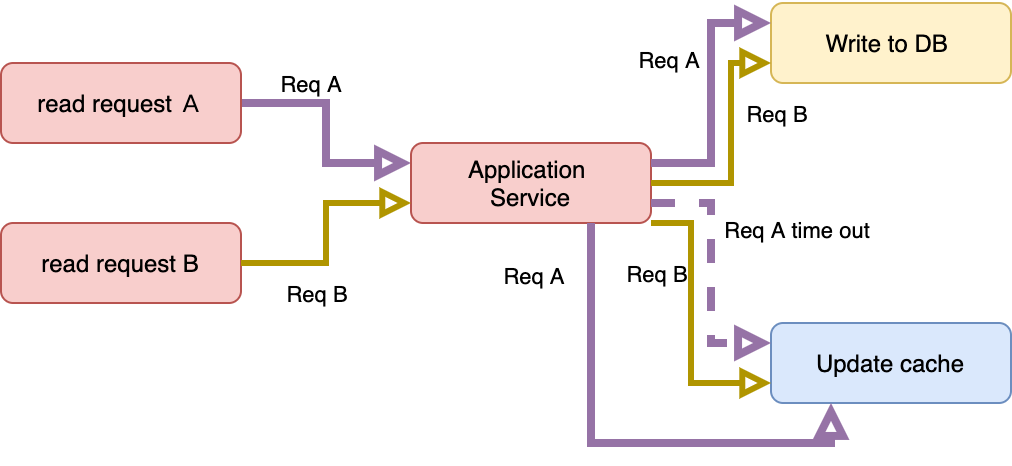 Write to DB
Req A
Req A
read request  A
Req B
Application
Service
Req A time out
read request B
Req A
Req B
Req B
Update cache